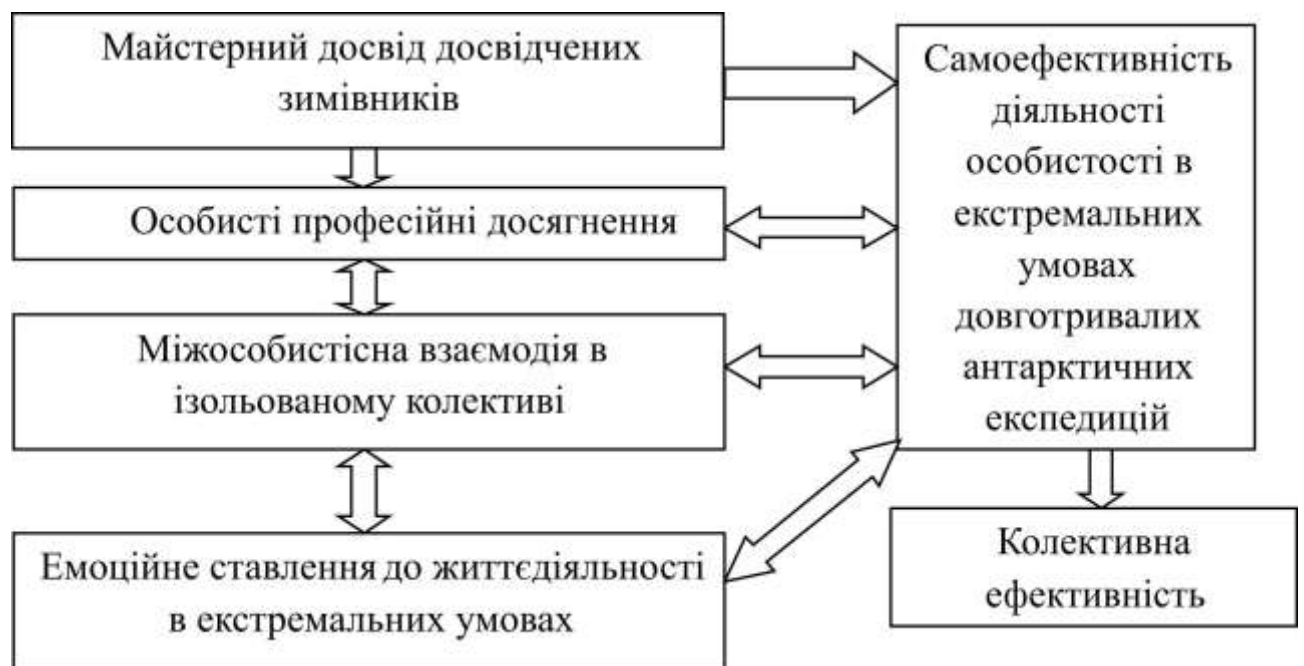 Майстерний досвід досвідчених
зимівників
Особисті професійні досягнення
Міжособистісна взаємодія в
ізольованому колективі
Емоційне ставлення до життєдіяльності
в екстремальних умовах
Самоефективність
діяльності
особистості в
екстремальних
умовах
довготривалих
антарктичних
експедицій
Колективна
ефективність